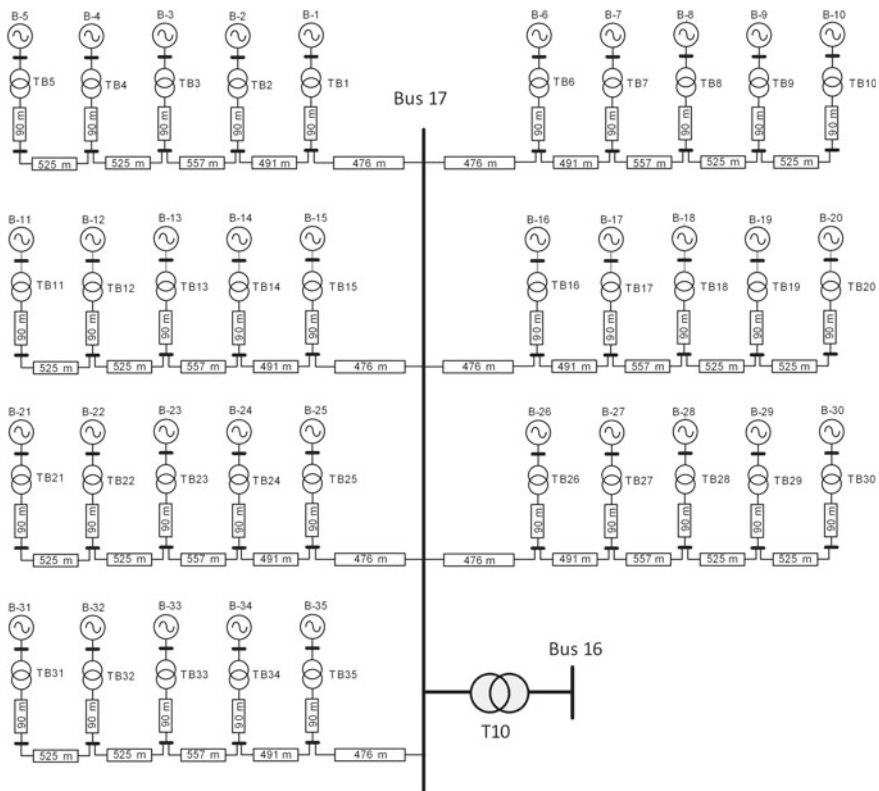 B-5 B-4 B-3 B-2 B-1 B-6 B-7 B-8 B-9 B-10
TB5 TB4 TB3 TB2 TB1 TB6 TB7 TB8 TB9 TB10
Bus 17
90 m 90 m 90 m 90 m 90 m 90 m 90 m 90 m 90 m 90 m
525 m 525 m 557 m 491 m 476 m 476 m 491 m 557 m 525 m 525 m
B-11 B-12 B-13 B-14 B-15 B-16 B-17 B-18 B-19 B-20
TB11 TB12 TB13 TB14 TB15 TB16 TB17 TB18 TB19 TB20
90 m 90 m 90 m 90 m 90 m 90 m 90 m 90 m 90 m 90 m
525 m 525 m 557 m 491 m 476 m 476 m 491 m 557 m 525 m 525 m
B-21 B-22 B-23 B-24 B-25 B-26 B-27 B-28 B-29 B-30
TB21 TB22 TB23 TB24 TB25 TB26 TB27 TB28 TB29 TB30
90 m 90 m 90 m 90 m 90 m 90 m 90 m 90 m 90 m 90 m
525 m 525 m 557 m 491 m 476 m 476 m 491 m 557 m 525 m 525 m
B-31 B-32 B-33 B-34 B-35
Bus 16
TB31 TB32 TB33 TB34 TB35
90 m 90 m 90 m 90 m 90 m
T10
525 m 525 m 557 m 491 m 476 m